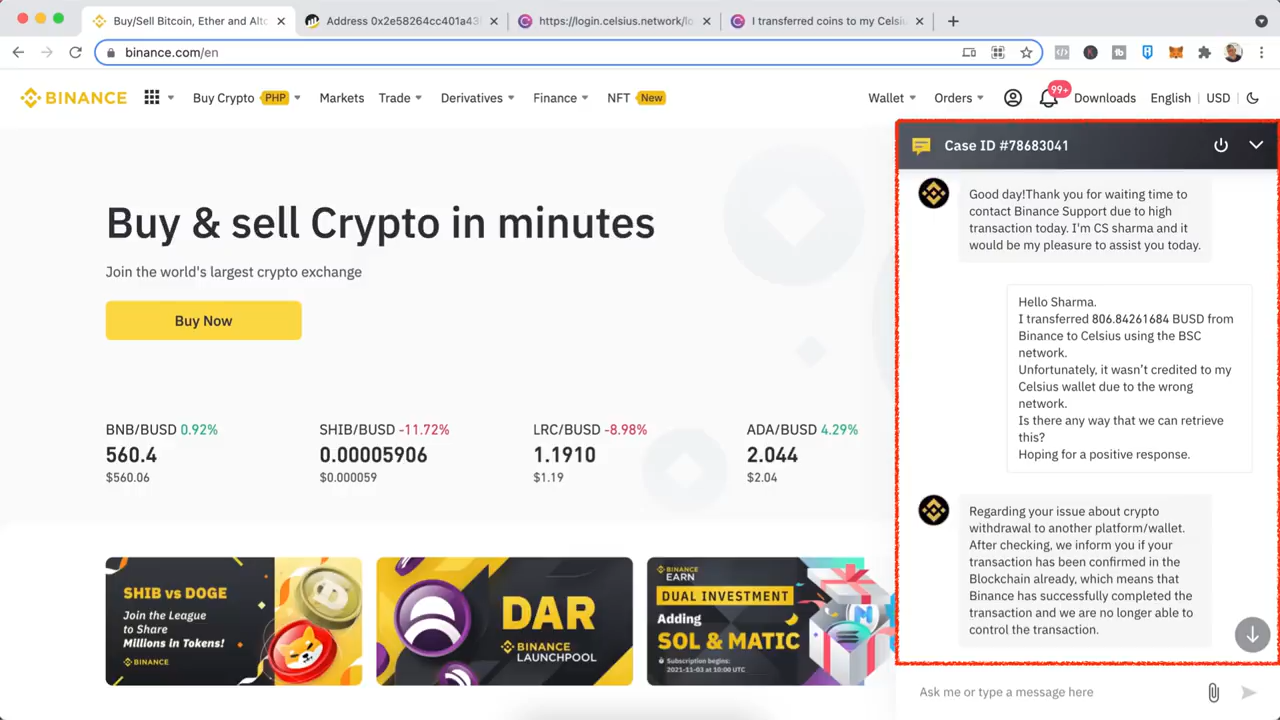 Buy/Sell Bitcoin, Ether and Altc
Address 0x2e58264cc401a43
https://login.celsius.network/lo
I transferred coins to my Celsi
binance.com/en
BINANCE
Buy Crypto PHP
Markets
Trade
Derivatives
Finance
NFT New
Wallet
Orders
99+
Downloads
English
USD
Buy & sell Crypto in minutes
Join the world's largest crypto exchange
Buy Now
BNB/BUSD 0.92%
560.4
$560.06
SHIB/BUSD -11.72%
0.00005906
$0.000059
LRC/BUSD -8.98%
1.1910
$1.19
ADA/BUSD 4.29%
2.044
$2.04
SHIB vs DOGE
Join the League
to Share
Millions in Tokens!
BINANCE
DAR
BINANCE
LAUNCHPOOL
BINANCE
EARN
DUAL INVESTMENT
Adding
SOL & MATIC
Subscription begins:
2021-11-03 at 10:00 UTC
Case ID #78683041
Good day!Thank you for waiting time to
contact Binance Support due to high
transaction today. I'm CS sharma and it
would be my pleasure to assist you today.
Hello Sharma.
I transferred 806.84261684 BUSD from
Binance to Celsius using the BSC
network.
Unfortunately, it wasn't credited to my
Celsius wallet due to the wrong
network.
Is there any way that we can retrieve
this?
Hoping for a positive response.
Regarding your issue about crypto
withdrawal to another platform/wallet.
After checking, we inform you if your
transaction has been confirmed in the
Blockchain already, which means that
Binance has successfully completed the
transaction and we are no longer able to
control the transaction.
Ask me or type a message here